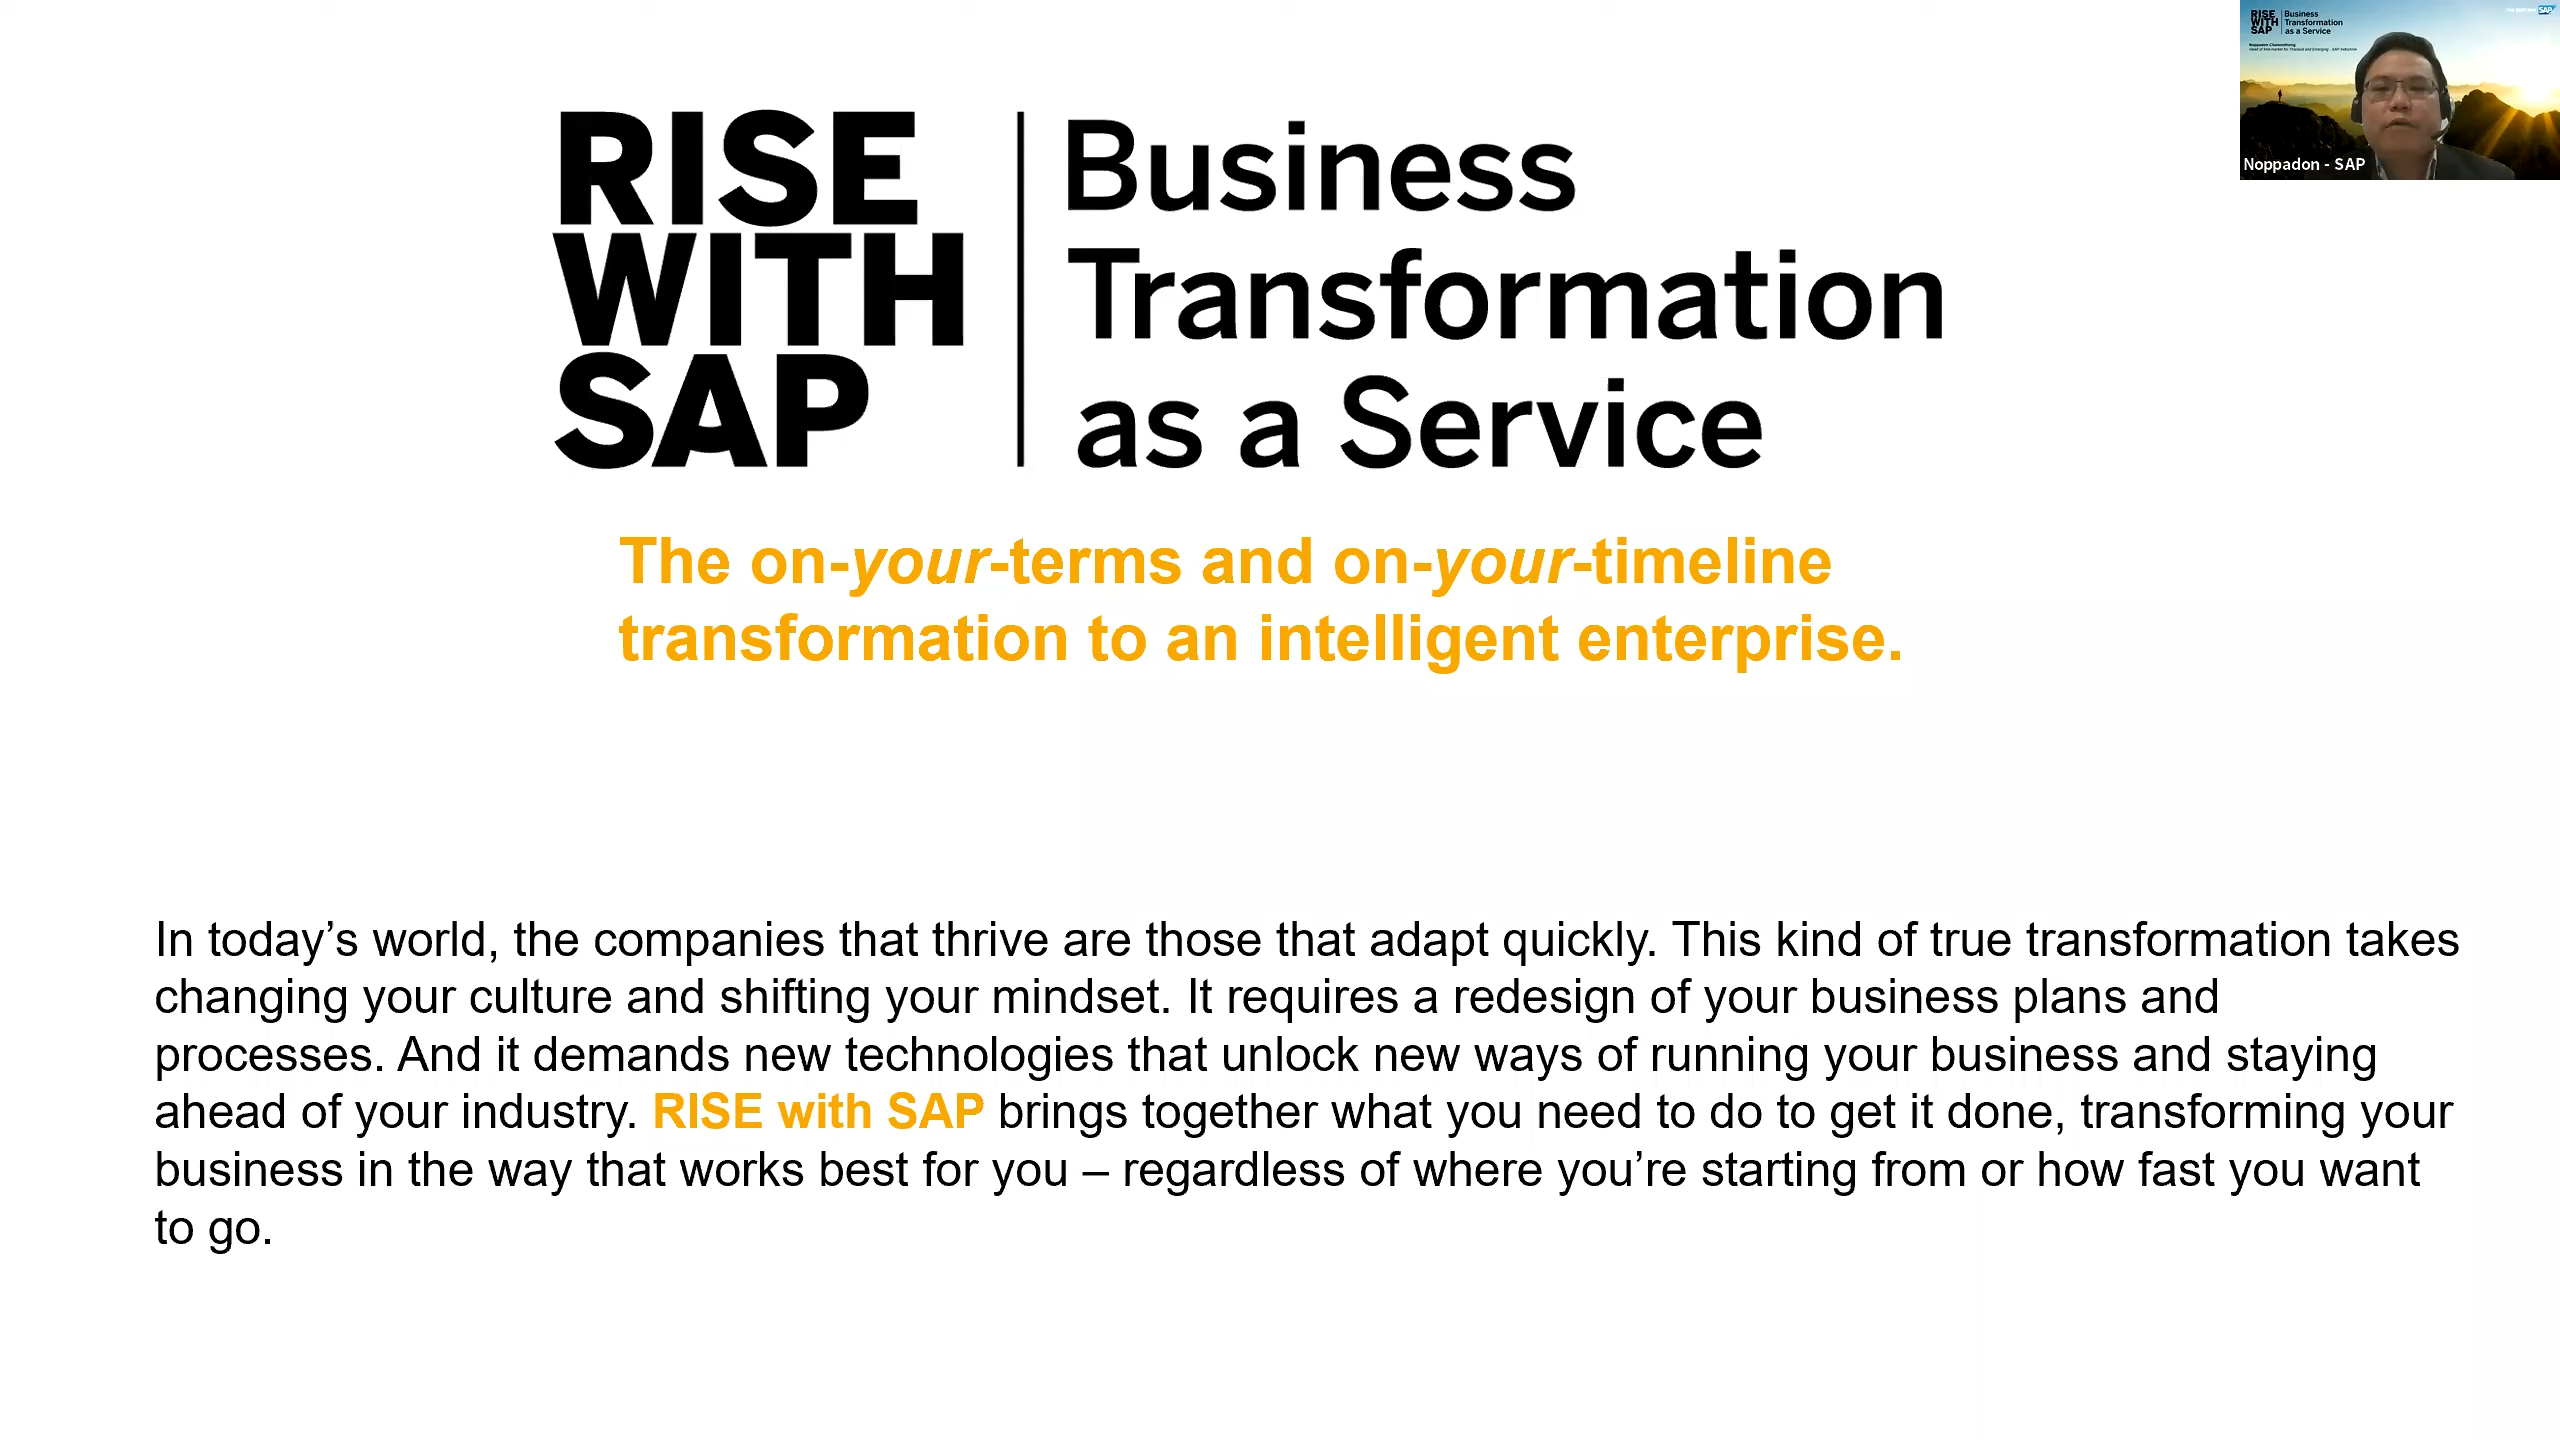 RISE
WITH
SAP
Business
Transformation
as a Service
The on-your-terms and on-your-timeline
transformation to an intelligent enterprise.
In today’s world, the companies that thrive are those that adapt quickly. This kind of true transformation takes
changing your culture and shifting your mindset. It requires a redesign of your business plans and
processes. And it demands new technologies that unlock new ways of running your business and staying
ahead of your industry. RISE with SAP brings together what you need to do to get it done, transforming your
business in the way that works best for you – regardless of where you’re starting from or how fast you want
to go.
RISE
WITH
SAP
Business
Transformation
as a Service
SAP
Noppadon - SAP